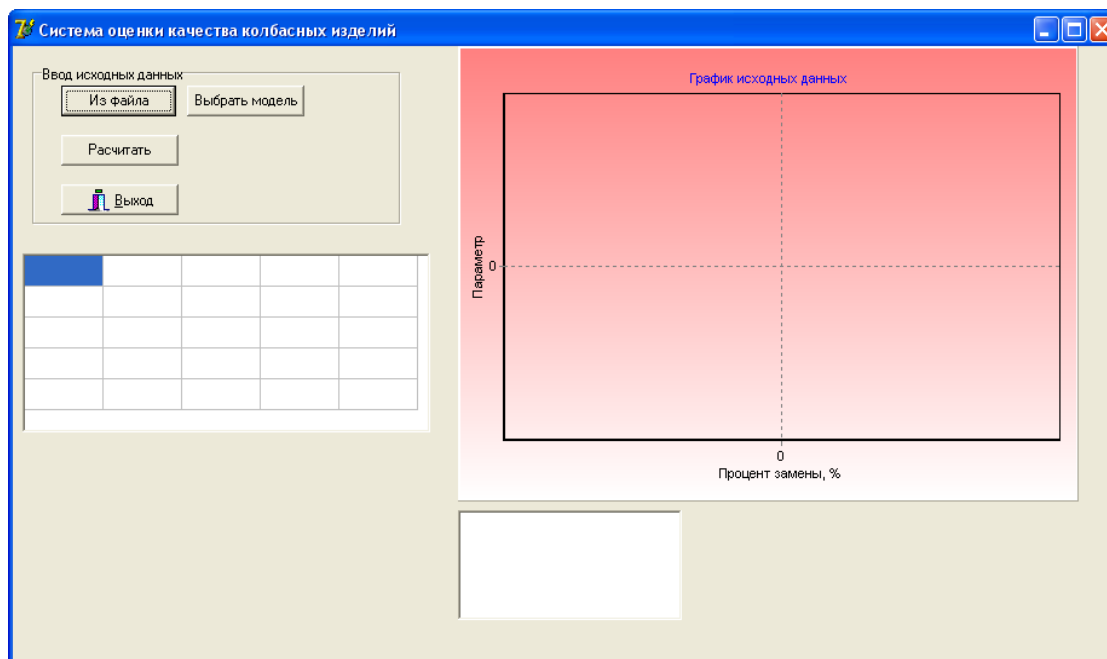 Система оценки качества колбасных изделий
Ввод исходных данных
Из файла Выбрать модель
Расчитать
Выход
График исходных данных
Параметр
0
0
Процент замены, %